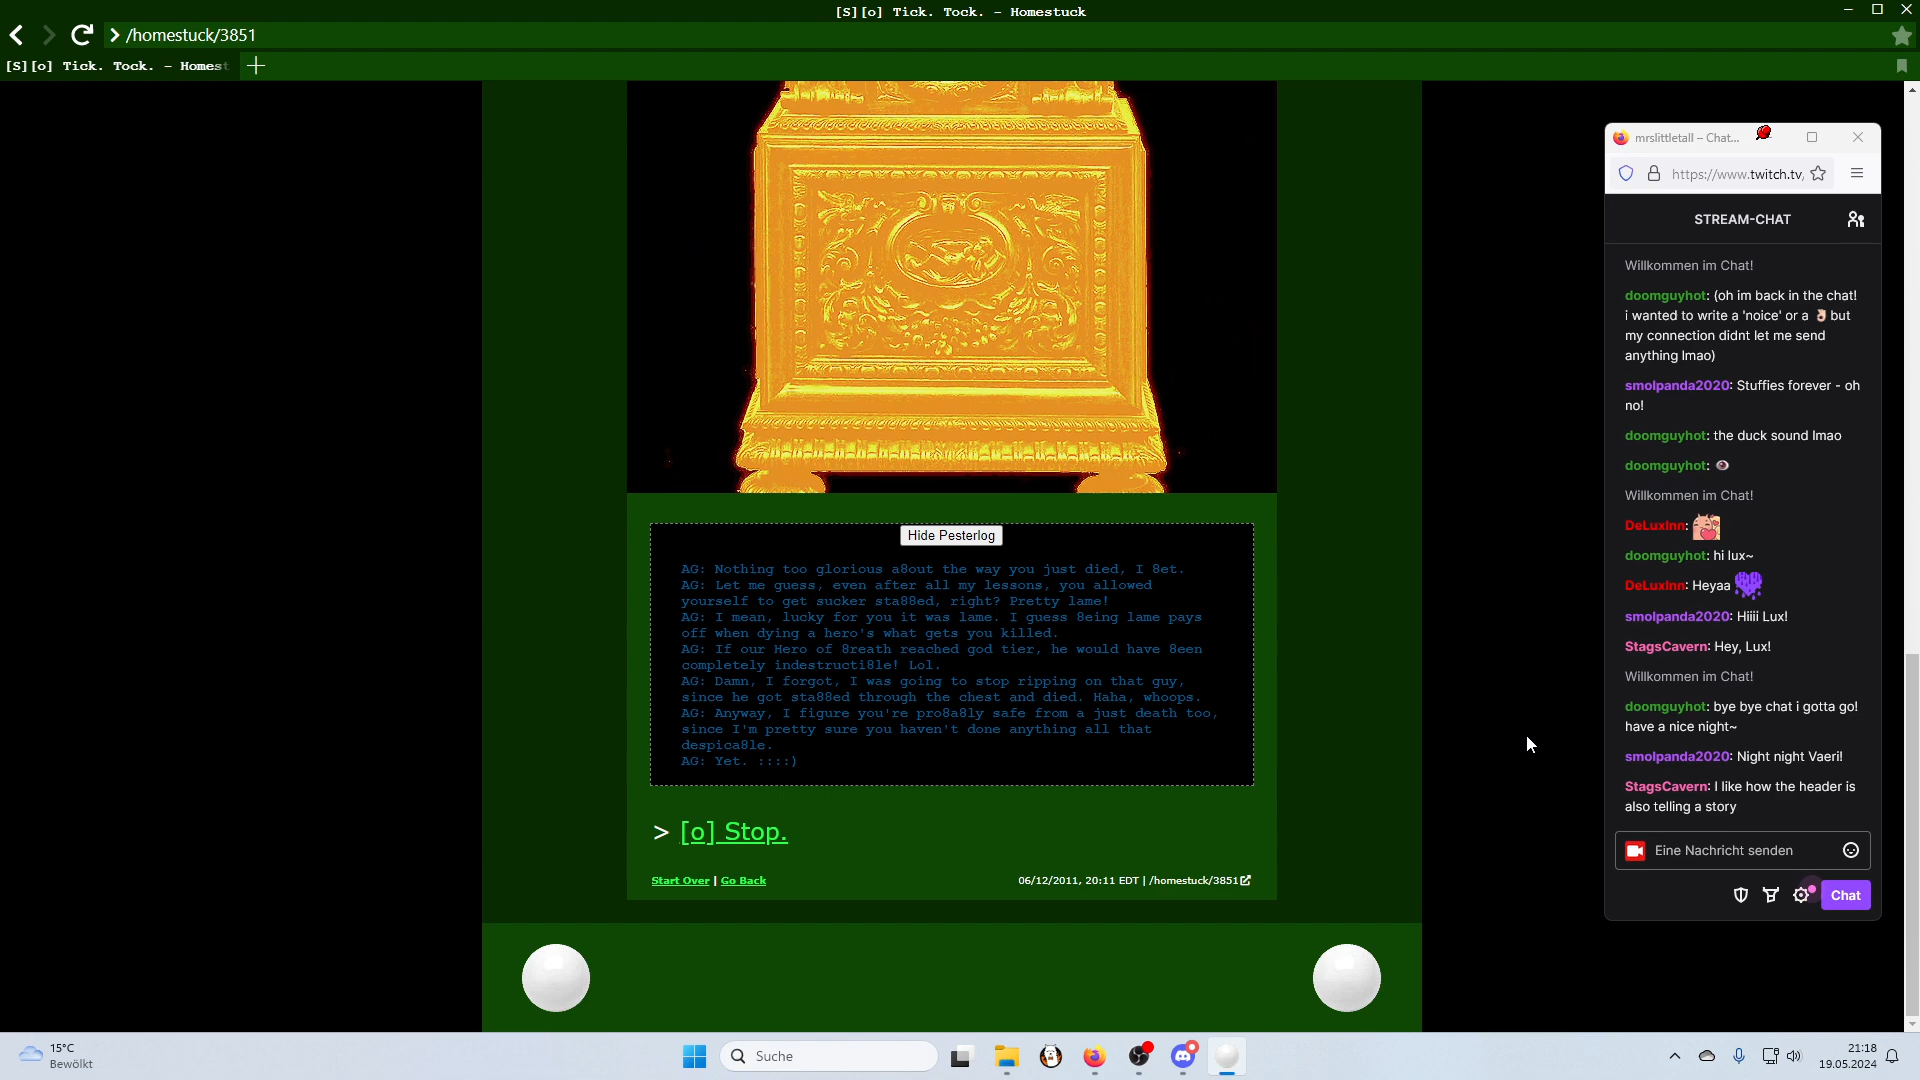 [S][o] Tick. Tock. - Homestuck
/homestuck/3851
[S][o] Tick. Tock. - Homest
Hide Pesterlog
AG: Nothing too glorious a8out the way you just died, I 8et.
AG: Let me guess, even after all my lessons, you allowed
yourself to get sucker sta88ed, right? Pretty lame!
AG: I mean, lucky for you it was lame. I guess 8eing lame pays
off when dying a hero's what gets you killed.
AG: If our Hero of 8reath reached god tier, he would have 8een
completely indestructi8le! Lol.
AG: Damn, I forgot, I was going to stop ripping on that guy,
since he got sta88ed through the chest and died. Haha, whoops.
AG: Anyway, I figure you're pro8a8ly safe from a just death too,
since I'm pretty sure you haven't done anything all that
despica8le.
AG: Yet. ::::)
> [o] Stop.
Start Over | Go Back
06/12/2011, 20:11 EDT | /homestuck/3851
mrslittletall – Chat...
https://www.twitch.tv/
STREAM-CHAT
Willkommen im Chat!
doomguyhot: (oh im back in the chat!
i wanted to write a 'noice' or a 👌 but
my connection didnt let me send
anything lmao)
smolpanda2020: Stuffies forever - oh
no!
doomguyhot: the duck sound lmao
doomguyhot: 👁
Willkommen im Chat!
DeLuxInn:
doomguyhot: hi lux~
DeLuxInn: Heyaa
smolpanda2020: Hiiii Lux!
StagsCavern: Hey, Lux!
Willkommen im Chat!
doomguyhot: bye bye chat i gotta go!
have a nice night~
smolpanda2020: Night night Vaeri!
StagsCavern: I like how the header is
also telling a story
Eine Nachricht senden
Chat
15°C
Bewölkt
Suche
21:18
19.05.2024